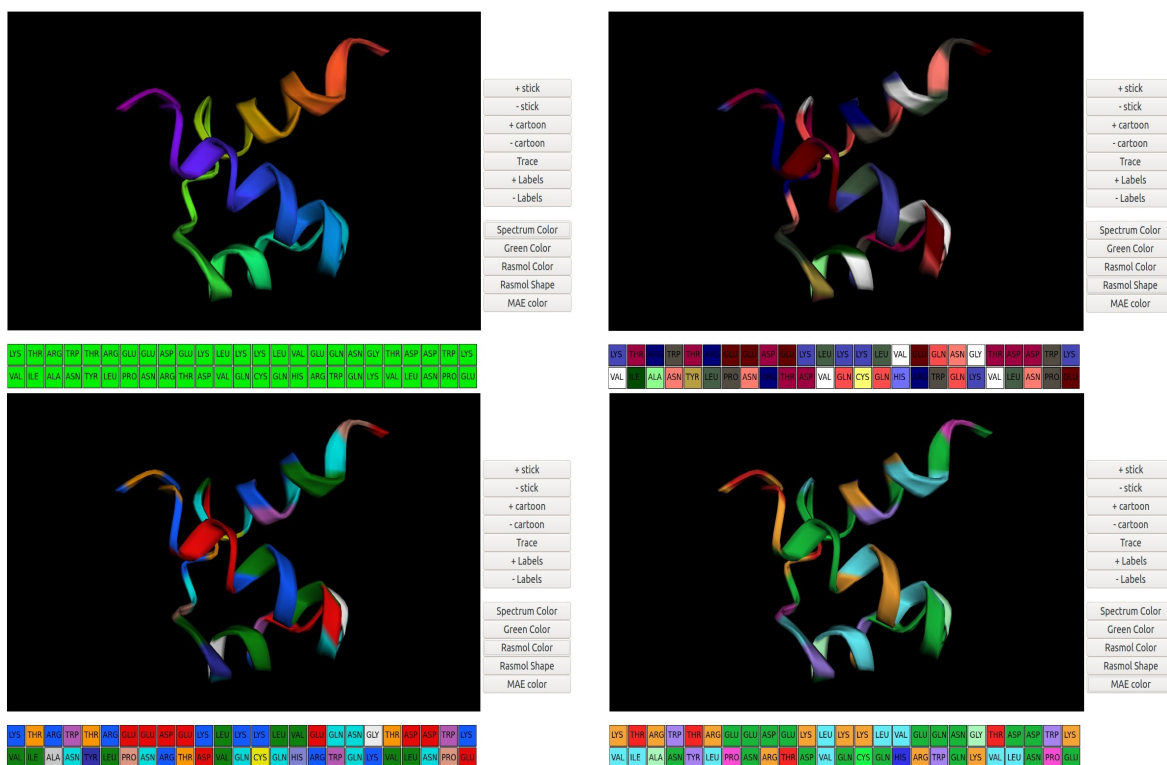 + stick
- stick
+ cartoon
- cartoon
Trace
+ Labels
- Labels
Spectrum Color
Green Color
Rasmol Color
Rasmol Shape
MAE color
LYS THR ARG TRP THR ARG GLU GLU ASP GLU LYS LEU LYS LYS LEU VAL GLU GLN ASN GLY THR ASP ASP TRP LYS
VAL ILE ALA ASN TYR LEU PRO ASN ARG THR ASP VAL GLN CYS GLN HIS ARG TRP GLN LYS VAL LEU ASN PRO GLU
+ stick
- stick
+ cartoon
- cartoon
Trace
+ Labels
- Labels
Spectrum Color
Green Color
Rasmol Color
Rasmol Shape
MAE color
LYS THR TRP THR GLU GLU ASP GLU LYS LEU LYS LYS LEU VAL GLU GLN ASN GLY THR ASP ASP TRP LYS
VAL ILE ALA ASN TYR LEU PRO ASN THR ASP VAL GLN CYS GLN HIS TRP GLN LYS VAL LEU ASN PRO GLU
+ stick
- stick
+ cartoon
- cartoon
Trace
+ Labels
- Labels
Spectrum Color
Green Color
Rasmol Color
Rasmol Shape
MAE color
LYS THR ARG TRP THR ARG GLU GLU ASP GLU LYS LEU LYS LYS LEU VAL GLU GLN ASN GLY THR ASP ASP TRP LYS
VAL ILE ALA ASN TYR LEU PRO ASN ARG THR ASP VAL GLN CYS GLN HIS ARG TRP GLN LYS VAL LEU ASN PRO GLU
+ stick
- stick
+ cartoon
- cartoon
Trace
+ Labels
- Labels
Spectrum Color
Green Color
Rasmol Color
Rasmol Shape
MAE color
LYS THR ARG TRP THR ARG GLU GLU ASP GLU LYS LEU LYS LYS LEU VAL GLU GLN ASN GLY THR ASP ASP TRP LYS
VAL ILE ALA ASN TYR LEU PRO ASN ARG THR ASP VAL GLN CYS GLN HIS ARG TRP GLN LYS VAL LEU ASN PRO GLU